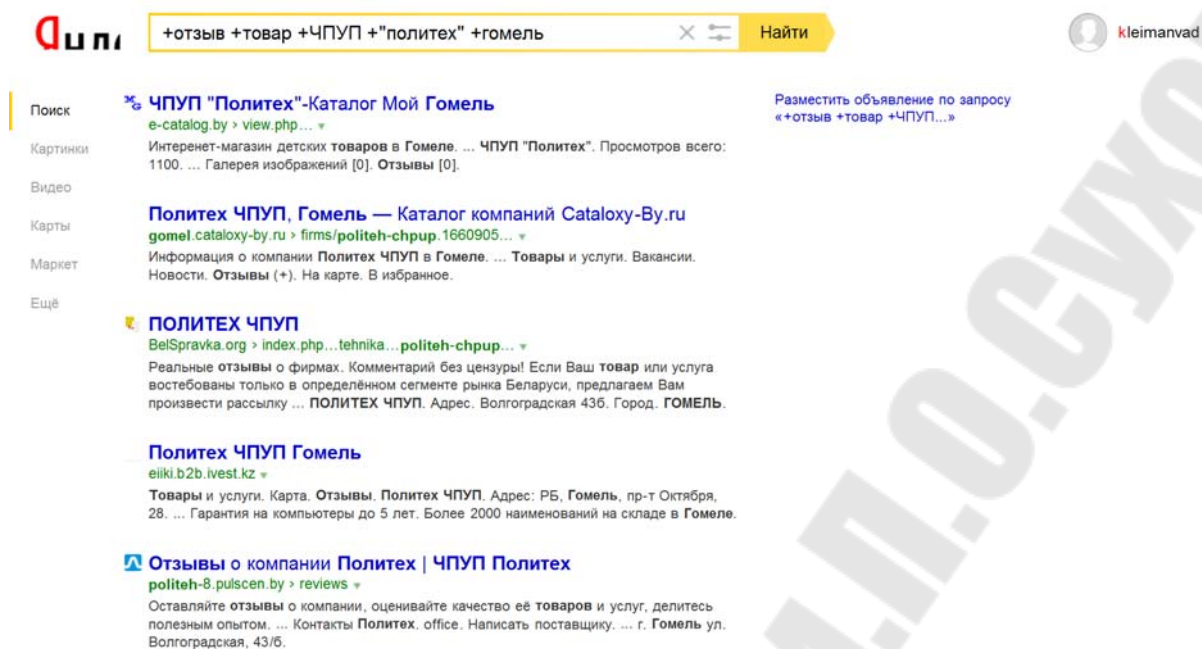 +отзыв +товар +ЧПУП +"политех" +гомель
Найти
kleimanvad
Поиск
Картинки
Видео
Карты
Маркет
Ещё
ЧПУП "Политех"-Каталог Мой Гомель
e-catalog.by › view.php…
Интеренет-магазин детских товаров в Гомеле. ... ЧПУП "Политех". Просмотров всего:
1100. ... Галерея изображений [0]. Отзывы [0].
Политех ЧПУП, Гомель — Каталог компаний Cataloxy-By.ru
gomel.cataloxy-by.ru › firms/politeh-chpup.1660905…
Информация о компании Политех ЧПУП в Гомеле. ... Товары и услуги. Вакансии.
Новости. Отзывы (+). На карте. В избранное.
ПОЛИТЕХ ЧПУП
BelSpravka.org › index.php…tehnika…politeh-chpup…
Реальные отзывы о фирмах. Комментарий без цензуры! Если Ваш товар или услуга
востебованы только в определённом сегменте рынка Беларуси, предлагаем Вам
произвести рассылку ... ПОЛИТЕХ ЧПУП. Адрес. Волгоградская 43б. Город. ГОМЕЛЬ.
Политех ЧПУП Гомель
eiiki.b2b.ivest.kz
Товары и услуги. Карта. Отзывы. Политех ЧПУП. Адрес: РБ, Гомель, пр-т Октября,
28. ... Гарантия на компьютеры до 5 лет. Более 2000 наименований на складе в Гомеле.
Отзывы о компании Политех | ЧПУП Политех
politeh-8.pulscen.by › reviews
Оставляйте отзывы о компании, оценивайте качество её товаров и услуг, делитесь
полезным опытом. ... Контакты Политех. office. Написать поставщику. ... г. Гомель ул.
Волгоградская, 43/б.
Разместить объявление по запросу
«+отзыв +товар +ЧПУП...»
П.О.Сухо